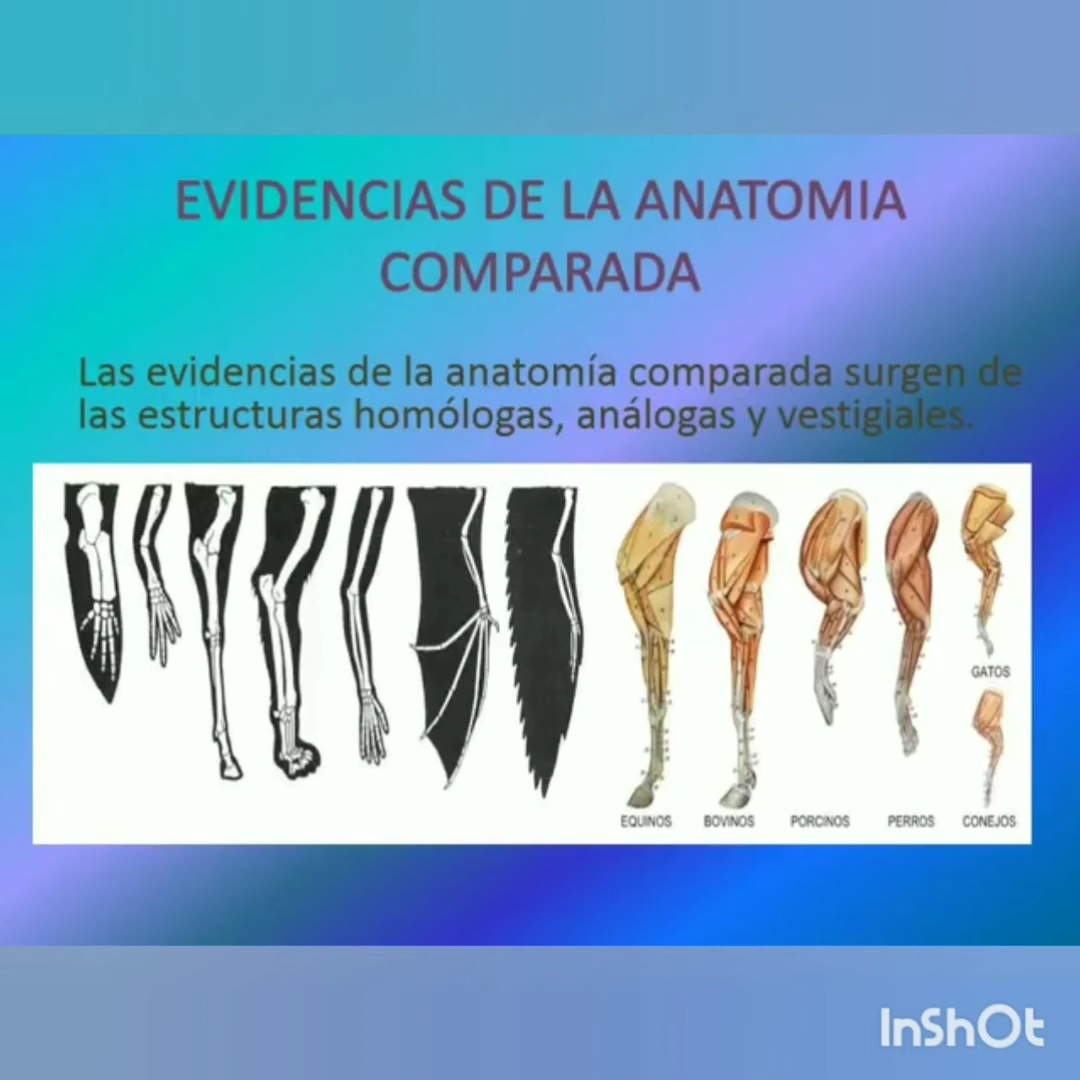 EVIDENCIAS DE LA ANATOMIA
COMPARADA
Las evidencias de la anatomía comparada surgen de
las estructuras homólogas, análogas y vestigiales.
GATOS
EQUINOS BOVINOS PORCINOS PERROS CONEJOS
InShOt